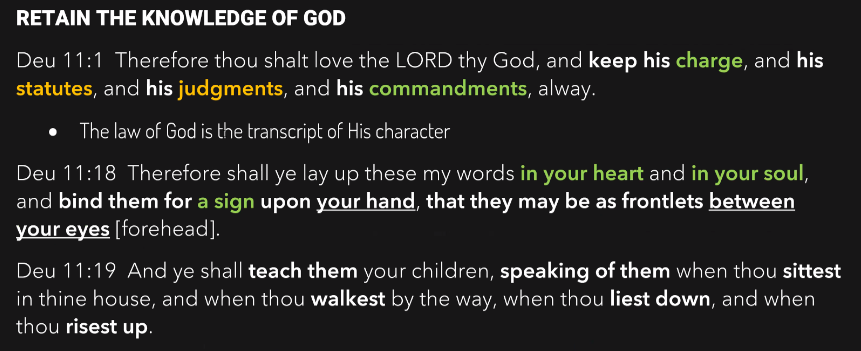 RETAIN THE KNOWLEDGE OF GOD
Deu 11:1 Therefore thou shalt love the LORD thy God, and keep his charge, and his
statutes, and his judgments, and his commandments, alway.
• The law of God is the transcript of His character
Deu 11:18 Therefore shall ye lay up these my words in your heart and in your soul,
and bind them for a sign upon your hand, that they may be as frontlets between
your eyes [forehead].
Deu 11:19 And ye shall teach them your children, speaking of them when thou sittest
in thine house, and when thou walkest by the way, when thou liest down, and when
thou risest up.